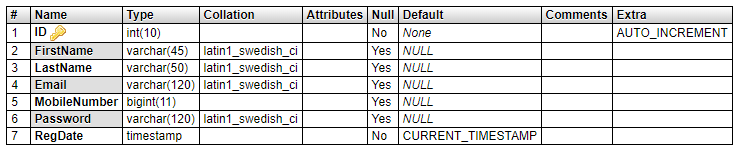 # Name Type Collation Attributes Null Default Comments Extra
1 ID int(10) No None AUTO_INCREMENT
2 FirstName varchar(45) latin1_swedish_ci Yes NULL
3 LastName varchar(50) latin1_swedish_ci Yes NULL
4 Email varchar(120) latin1_swedish_ci Yes NULL
5 MobileNumber bigint(11) Yes NULL
6 Password varchar(120) latin1_swedish_ci Yes NULL
7 RegDate timestamp No CURRENT_TIMESTAMP